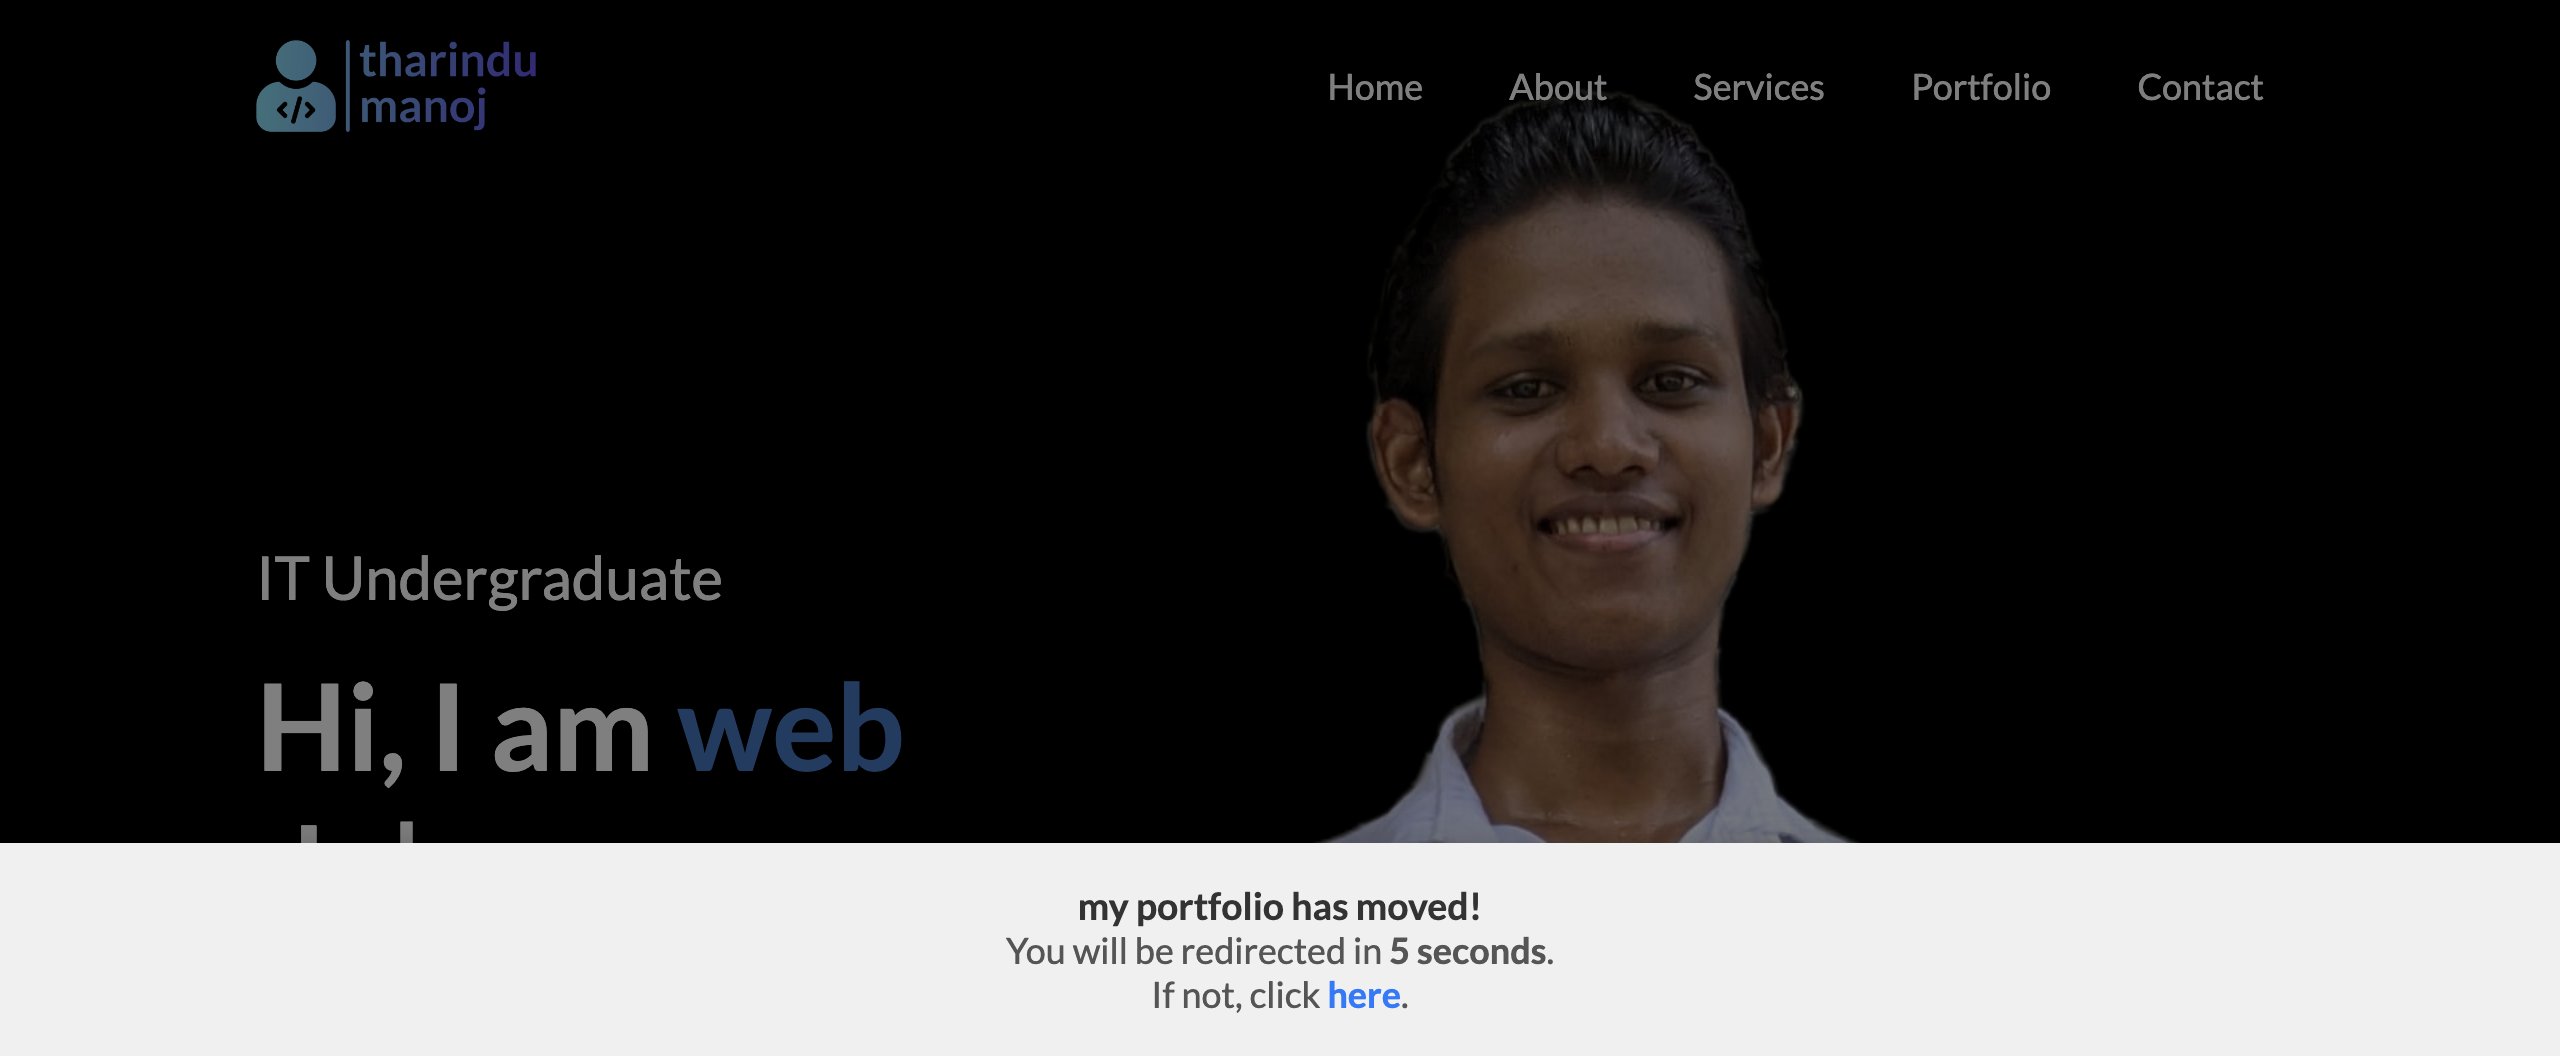 tharindu
manoj
Home About Services Portfolio Contact
IT Undergraduate
Hi, I am web
my portfolio has moved!
You will be redirected in 5 seconds.
If not, click here.